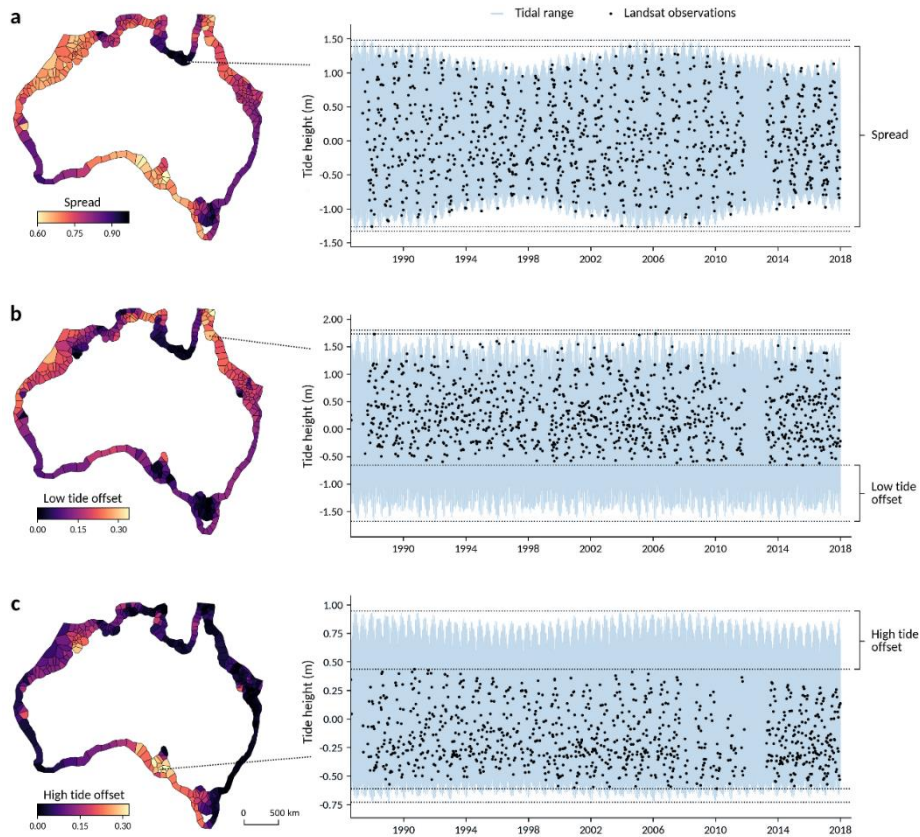 a
Tidal range
Landsat observations
Spread
0.60 0.75 0.90
Tide height (m)
1.50
1.00
0.50
0.00
-0.50
-1.00
-1.50
1990 1994 1998 2002 2006 2010 2014 2018
Spread
b
Low tide offset
0.00 0.15 0.30
Tide height (m)
2.00
1.50
1.00
0.50
0.00
-0.50
-1.00
-1.50
1990 1994 1998 2002 2006 2010 2014 2018
Low tide
offset
c
High tide offset
0.00 0.15 0.30
0 500 km
Tide height (m)
1.00
0.75
0.50
0.25
0.00
-0.25
-0.50
-0.75
1990 1994 1998 2002 2006 2010 2014 2018
High tide
offset